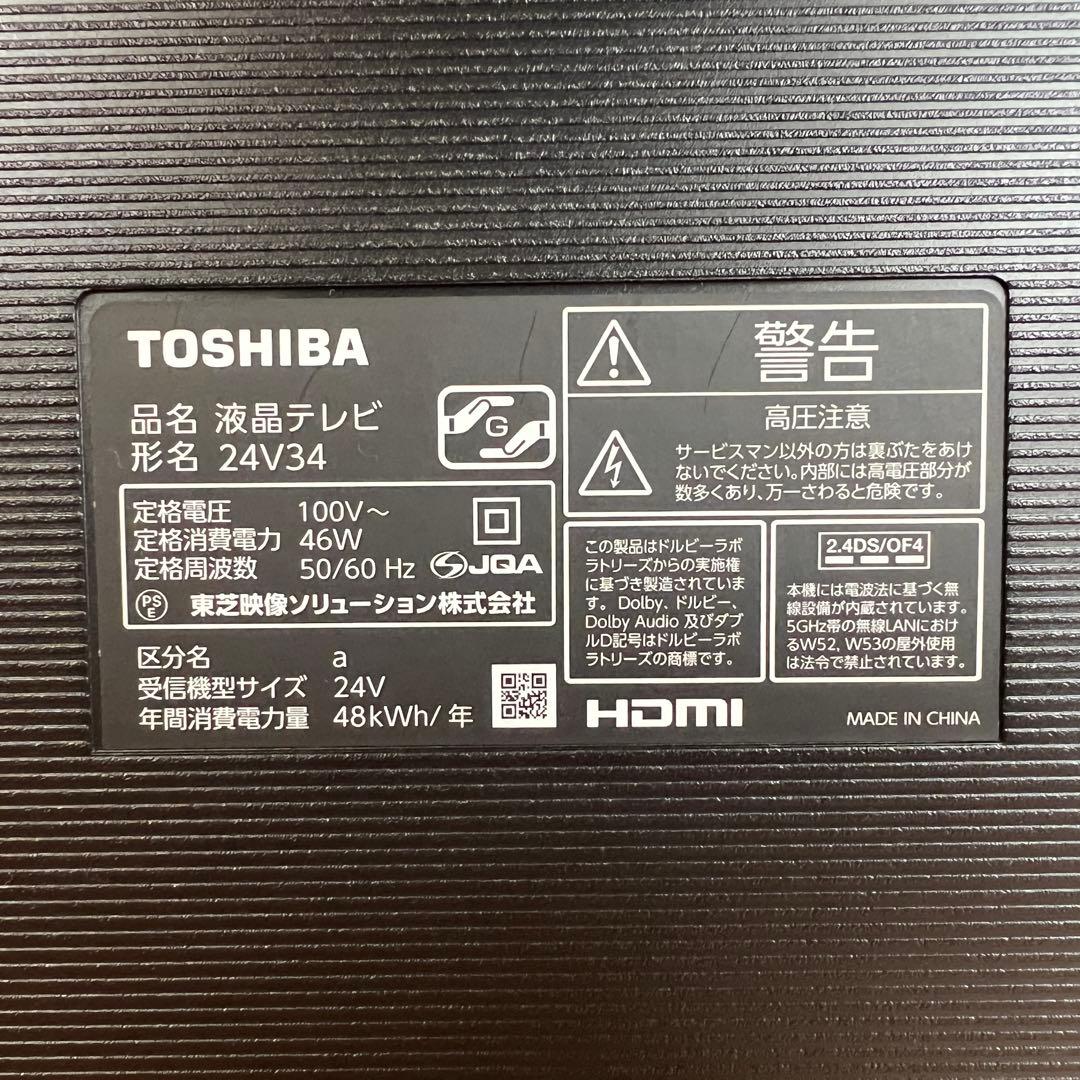 TOSHIBA
品名 液晶テレビ
形名 24V34
G
定格電圧 100V～
定格消費電力 46W
定格周波数 50/60 Hz
JQA
PSE 東芝映像ソリューション株式会社
区分名 a
受信機型サイズ 24V
年間消費電力量 48kWh/年
警告
高圧注意
サービスマン以外の方は裏ぶたをあけ
ないでください。内部には高電圧部分が
数多くあり、万一さわると危険です。
この製品はドルビーラボ
ラトリーズからの実施権
に基づき製造されていま
す。Dolby、ドルビー、
Dolby Audio 及びダブ
ルD記号はドルビーラボ
ラトリーズの商標です。
2.4DS/OF4
本機には電波法に基づく無
線設備が内蔵されています。
5GHz帯の無線LANにおけ
るW52, W53の屋外使用
は法令で禁止されています。
HDMI
MADE IN CHINA